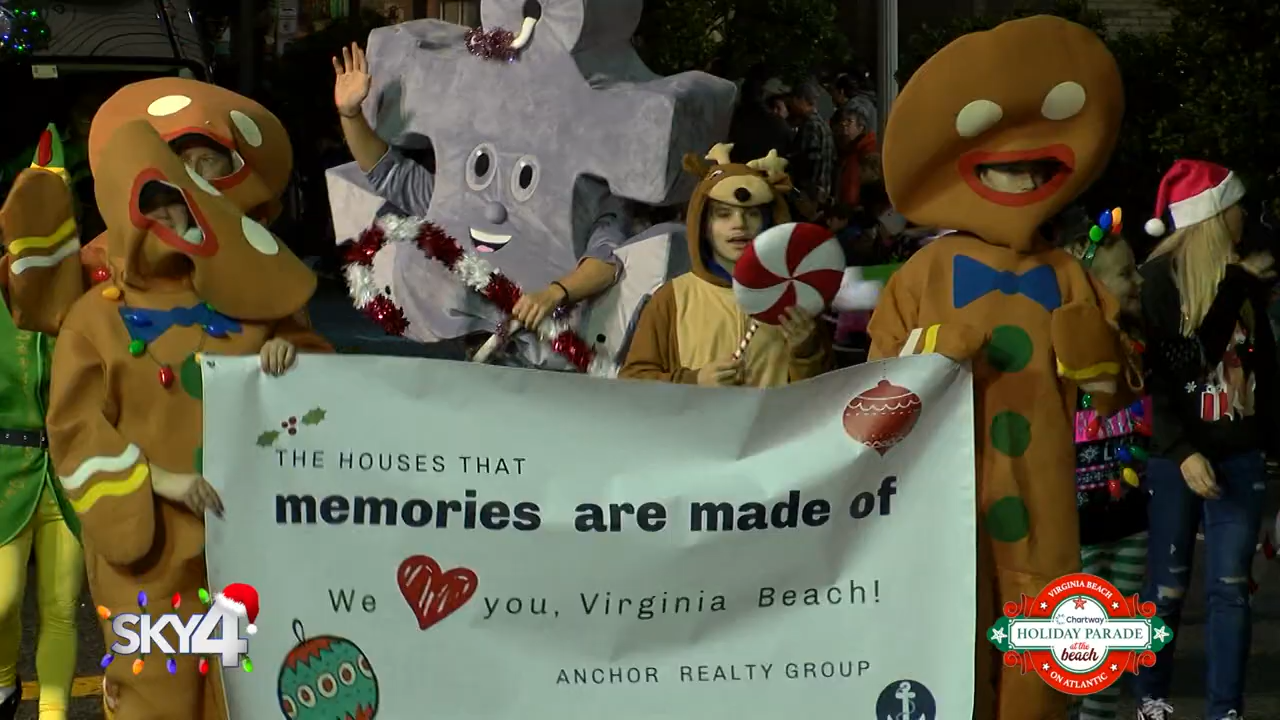 THE HOUSES THAT
memories are made of
We you, Virginia Beach!
ANCHOR REALTY GROUP
SKY4
VIRGINIA BEACH
Chartway
HOLIDAY PARADE
at the
beach
ON ATLANTIC